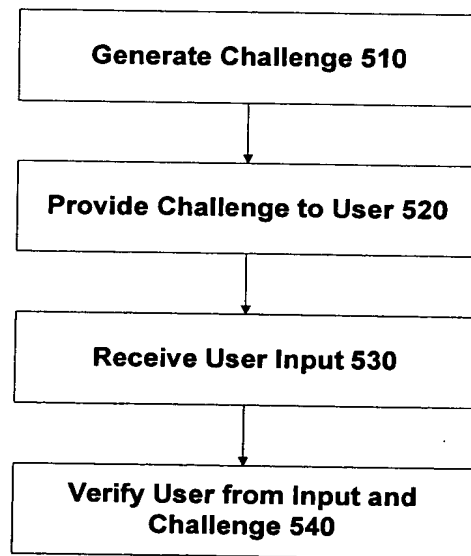 Generate Challenge 510
Provide Challenge to User 520
Receive User Input 530
Verify User from Input and
Challenge 540